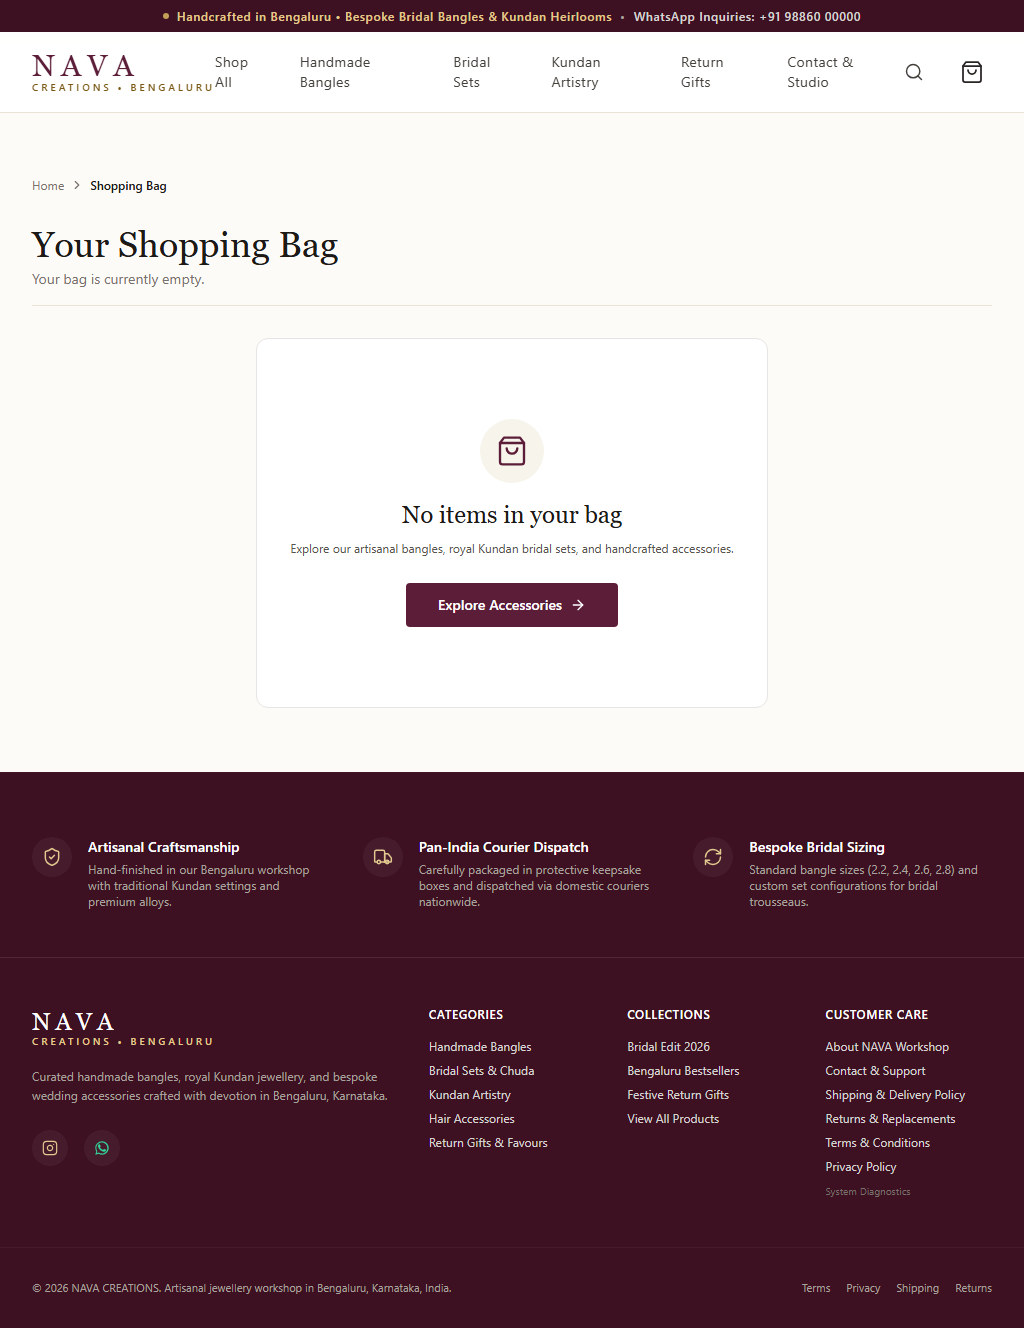 Handcrafted in Bengaluru • Bespoke Bridal Bangles & Kundan Heirlooms • WhatsApp Inquiries: +91 98860 00000
NAVA
CREATIONS • BENGALURU
Shop All
Handmade Bangles
Bridal Sets
Kundan Artistry
Return Gifts
Contact & Studio
Home > Shopping Bag
Your Shopping Bag
Your bag is currently empty.
No items in your bag
Explore our artisanal bangles, royal Kundan bridal sets, and handcrafted accessories.
Explore Accessories →
Artisanal Craftsmanship
Hand-finished in our Bengaluru workshop
with traditional Kundan settings and
premium alloys.
Pan-India Courier Dispatch
Carefully packaged in protective keepsake
boxes and dispatched via domestic couriers
nationwide.
Bespoke Bridal Sizing
Standard bangle sizes (2.2, 2.4, 2.6, 2.8) and
custom set configurations for bridal
trousseaus.
NAVA
CREATIONS • BENGALURU
Curated handmade bangles, royal Kundan jewellery, and bespoke
wedding accessories crafted with devotion in Bengaluru, Karnataka.
CATEGORIES
Handmade Bangles
Bridal Sets & Chuda
Kundan Artistry
Hair Accessories
Return Gifts & Favours
COLLECTIONS
Bridal Edit 2026
Bengaluru Bestsellers
Festive Return Gifts
View All Products
CUSTOMER CARE
About NAVA Workshop
Contact & Support
Shipping & Delivery Policy
Returns & Replacements
Terms & Conditions
Privacy Policy
System Diagnostics
© 2026 NAVA CREATIONS. Artisanal jewellery workshop in Bengaluru, Karnataka, India.
Terms Privacy Shipping Returns